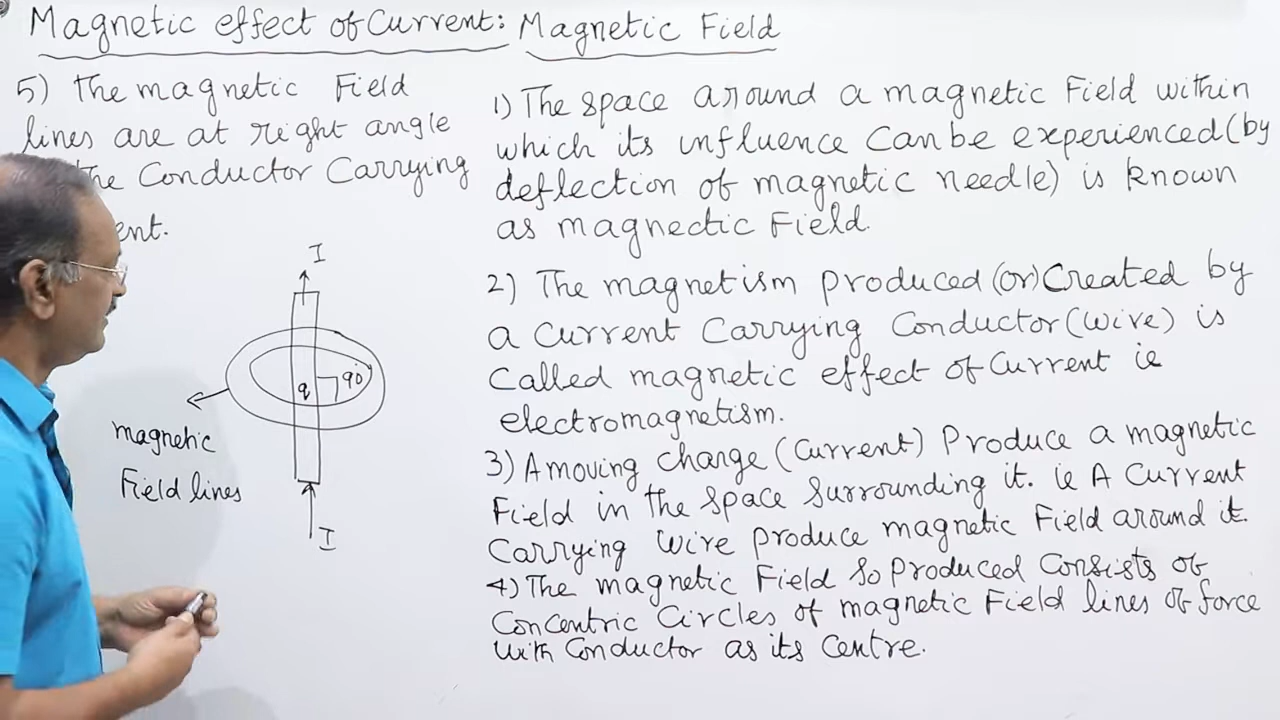 Magnetic effect of Current: Magnetic Field
5) The magnetic Field
lines are at right angle
the Conductor Carrying
ent.
I
q 90°
magnetic
Field lines
I
1) The space around a magnetic Field within
which its influence Can be experienced (by
deflection of magnetic needle) is known
as magnectic Field.
2) The magnetism produced (or) Created by
a Current Carrying Conductor (wire) is
Called magnetic effect of Current ie
electromagnetism.
3) A moving charge (Current) Produce a magnetic
Field in the space surrounding it. ie A Current
Carrying wire produce magnetic Field around it.
4) The magnetic Field so produced Consists of
Concentric Circles of magnetic Field lines of force
with Conductor as its Centre.